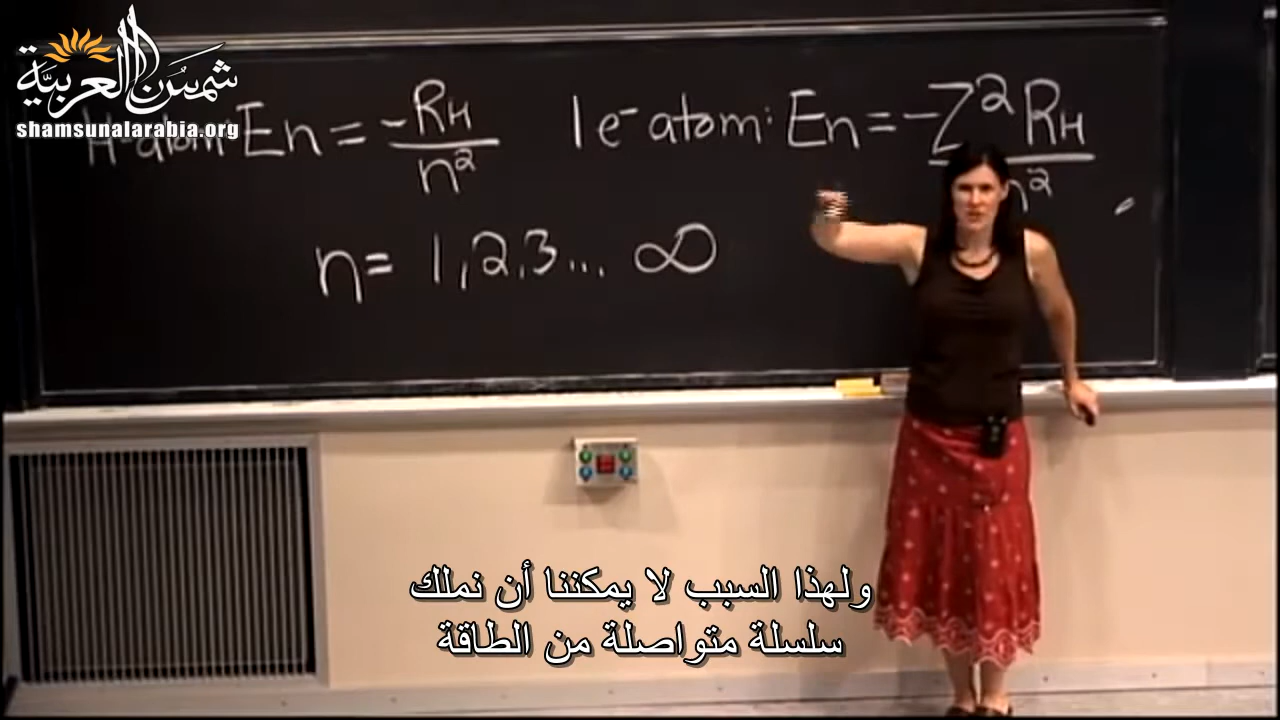 شمس العربية
shamsunalarabia.org
H-atom: En = -RH
n²
1 e⁻ atom: En = -Z²RH
n²
n= 1,2,3... ∞
ولهذا السبب لا يمكننا أن نملك
سلسلة متواصلة من الطاقة